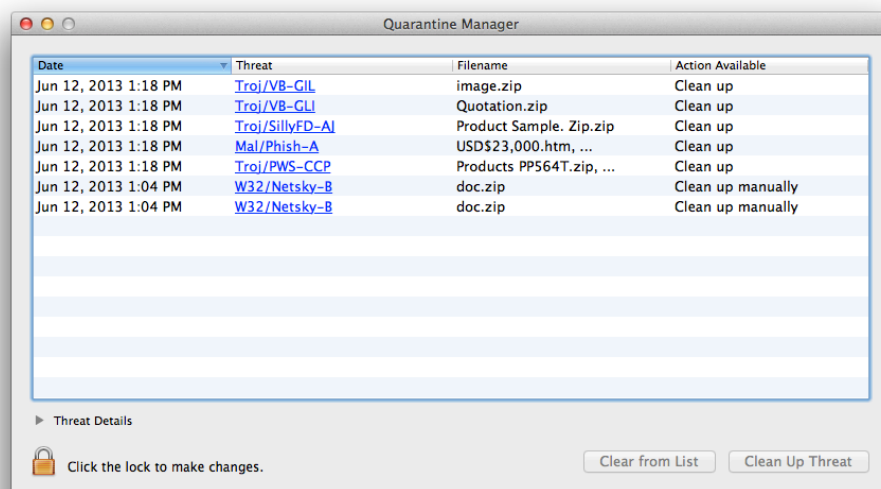 Quarantine Manager
Date Threat Filename Action Available
Jun 12, 2013 1:18 PM Troj/VB-GIL image.zip Clean up
Jun 12, 2013 1:18 PM Troj/VB-GLI Quotation.zip Clean up
Jun 12, 2013 1:18 PM Troj/SillyFD-AJ Product Sample. Zip.zip Clean up
Jun 12, 2013 1:18 PM Mal/Phish-A USD$23,000.htm, ... Clean up
Jun 12, 2013 1:18 PM Troj/PWS-CCP Products PP564T.zip, ... Clean up
Jun 12, 2013 1:04 PM W32/Netsky-B doc.zip Clean up manually
Jun 12, 2013 1:04 PM W32/Netsky-B doc.zip Clean up manually
Threat Details
Click the lock to make changes.
Clear from List Clean Up Threat